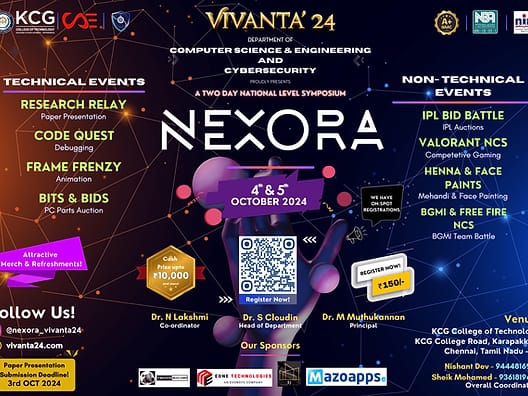 KCG
COLLEGE OF TECHNOLOGY
VIVANTA' 24
A+
NBA
DEPARTMENT OF
COMPUTER SCIENCE & ENGINEERING
AND
CYBERSECURITY
PROUDLY PRESENTS
A TWO DAY NATIONAL LEVEL SYMPOSIUM
NEXORA
4th & 5th
OCTOBER 2024
TECHNICAL EVENTS
RESEARCH RELAY
Paper Presentation
CODE QUEST
Debugging
FRAME FRENZY
Animation
BITS & BIDS
PC Parts Auction
NON-TECHNICAL
EVENTS
IPL BID BATTLE
IPL Auctions
VALORANT NCS
Competetive Gaming
HENNA & FACE
PAINTS
Mehandi & Face Painting
BGMI & FREE FIRE
NCS
BGMI Team Battle
WE HAVE
ON SPOT
REGISTRATIONS
Attractive
Merch & Refreshments!
Cash
Prize upto
₹10,000
and more
Register Now!
REGISTER NOW!
₹150/-
Dr. N Lakshmi
Co-ordinator
Dr. S Cloudin
Head of Department
Dr. M Muthukannan
Principal
ollow Us!
@nexora_vivanta24
vivanta24.com
Paper Presentation
Submission Deadline!
3rd OCT 2024
Our Sponsors
ERNE TECHNOLOGIES
Mazoapps
Venu
KCG College of Technolo
KCG College Road, Karapakk
Chennai, Tamil Nadu -
Nishant Dev - 9444816
Sheik Mohamed - 9361819
Overall Coordinat